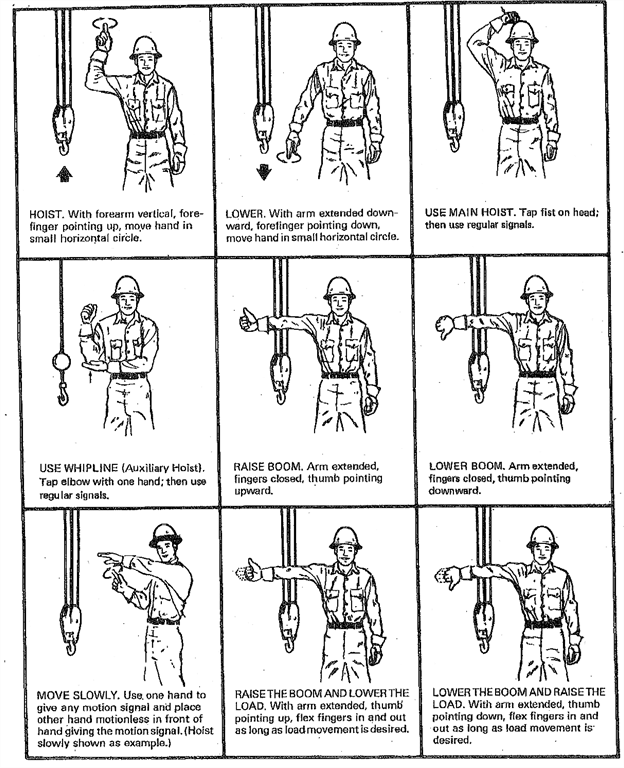 HOIST. With forearm vertical, fore-
finger pointing up, move hand in
small horizontal circle.
LOWER. With arm extended down-
ward, forefinger pointing down,
move hand in small horizontal circle.
USE MAIN HOIST. Tap fist on head;
then use regular signals.
USE WHIPLINE (Auxiliary Hoist).
Tap elbow with one hand; then use
regular signals.
RAISE BOOM. Arm extended,
fingers closed, thumb pointing
upward.
LOWER BOOM. Arm extended,
fingers closed, thumb pointing
downward.
MOVE SLOWLY. Use one hand to
give any motion signal and place
other hand motionless in front of
hand giving the motion signal. (Hoist
slowly shown as example.)
RAISE THE BOOM AND LOWER THE
LOAD. With arm extended, thumb
pointing up, flex fingers in and out
as long as load movement is desired.
LOWER THE BOOM AND RAISE THE
LOAD. With arm extended, thumb
pointing down, flex fingers in and
out as long as load movement is
desired.